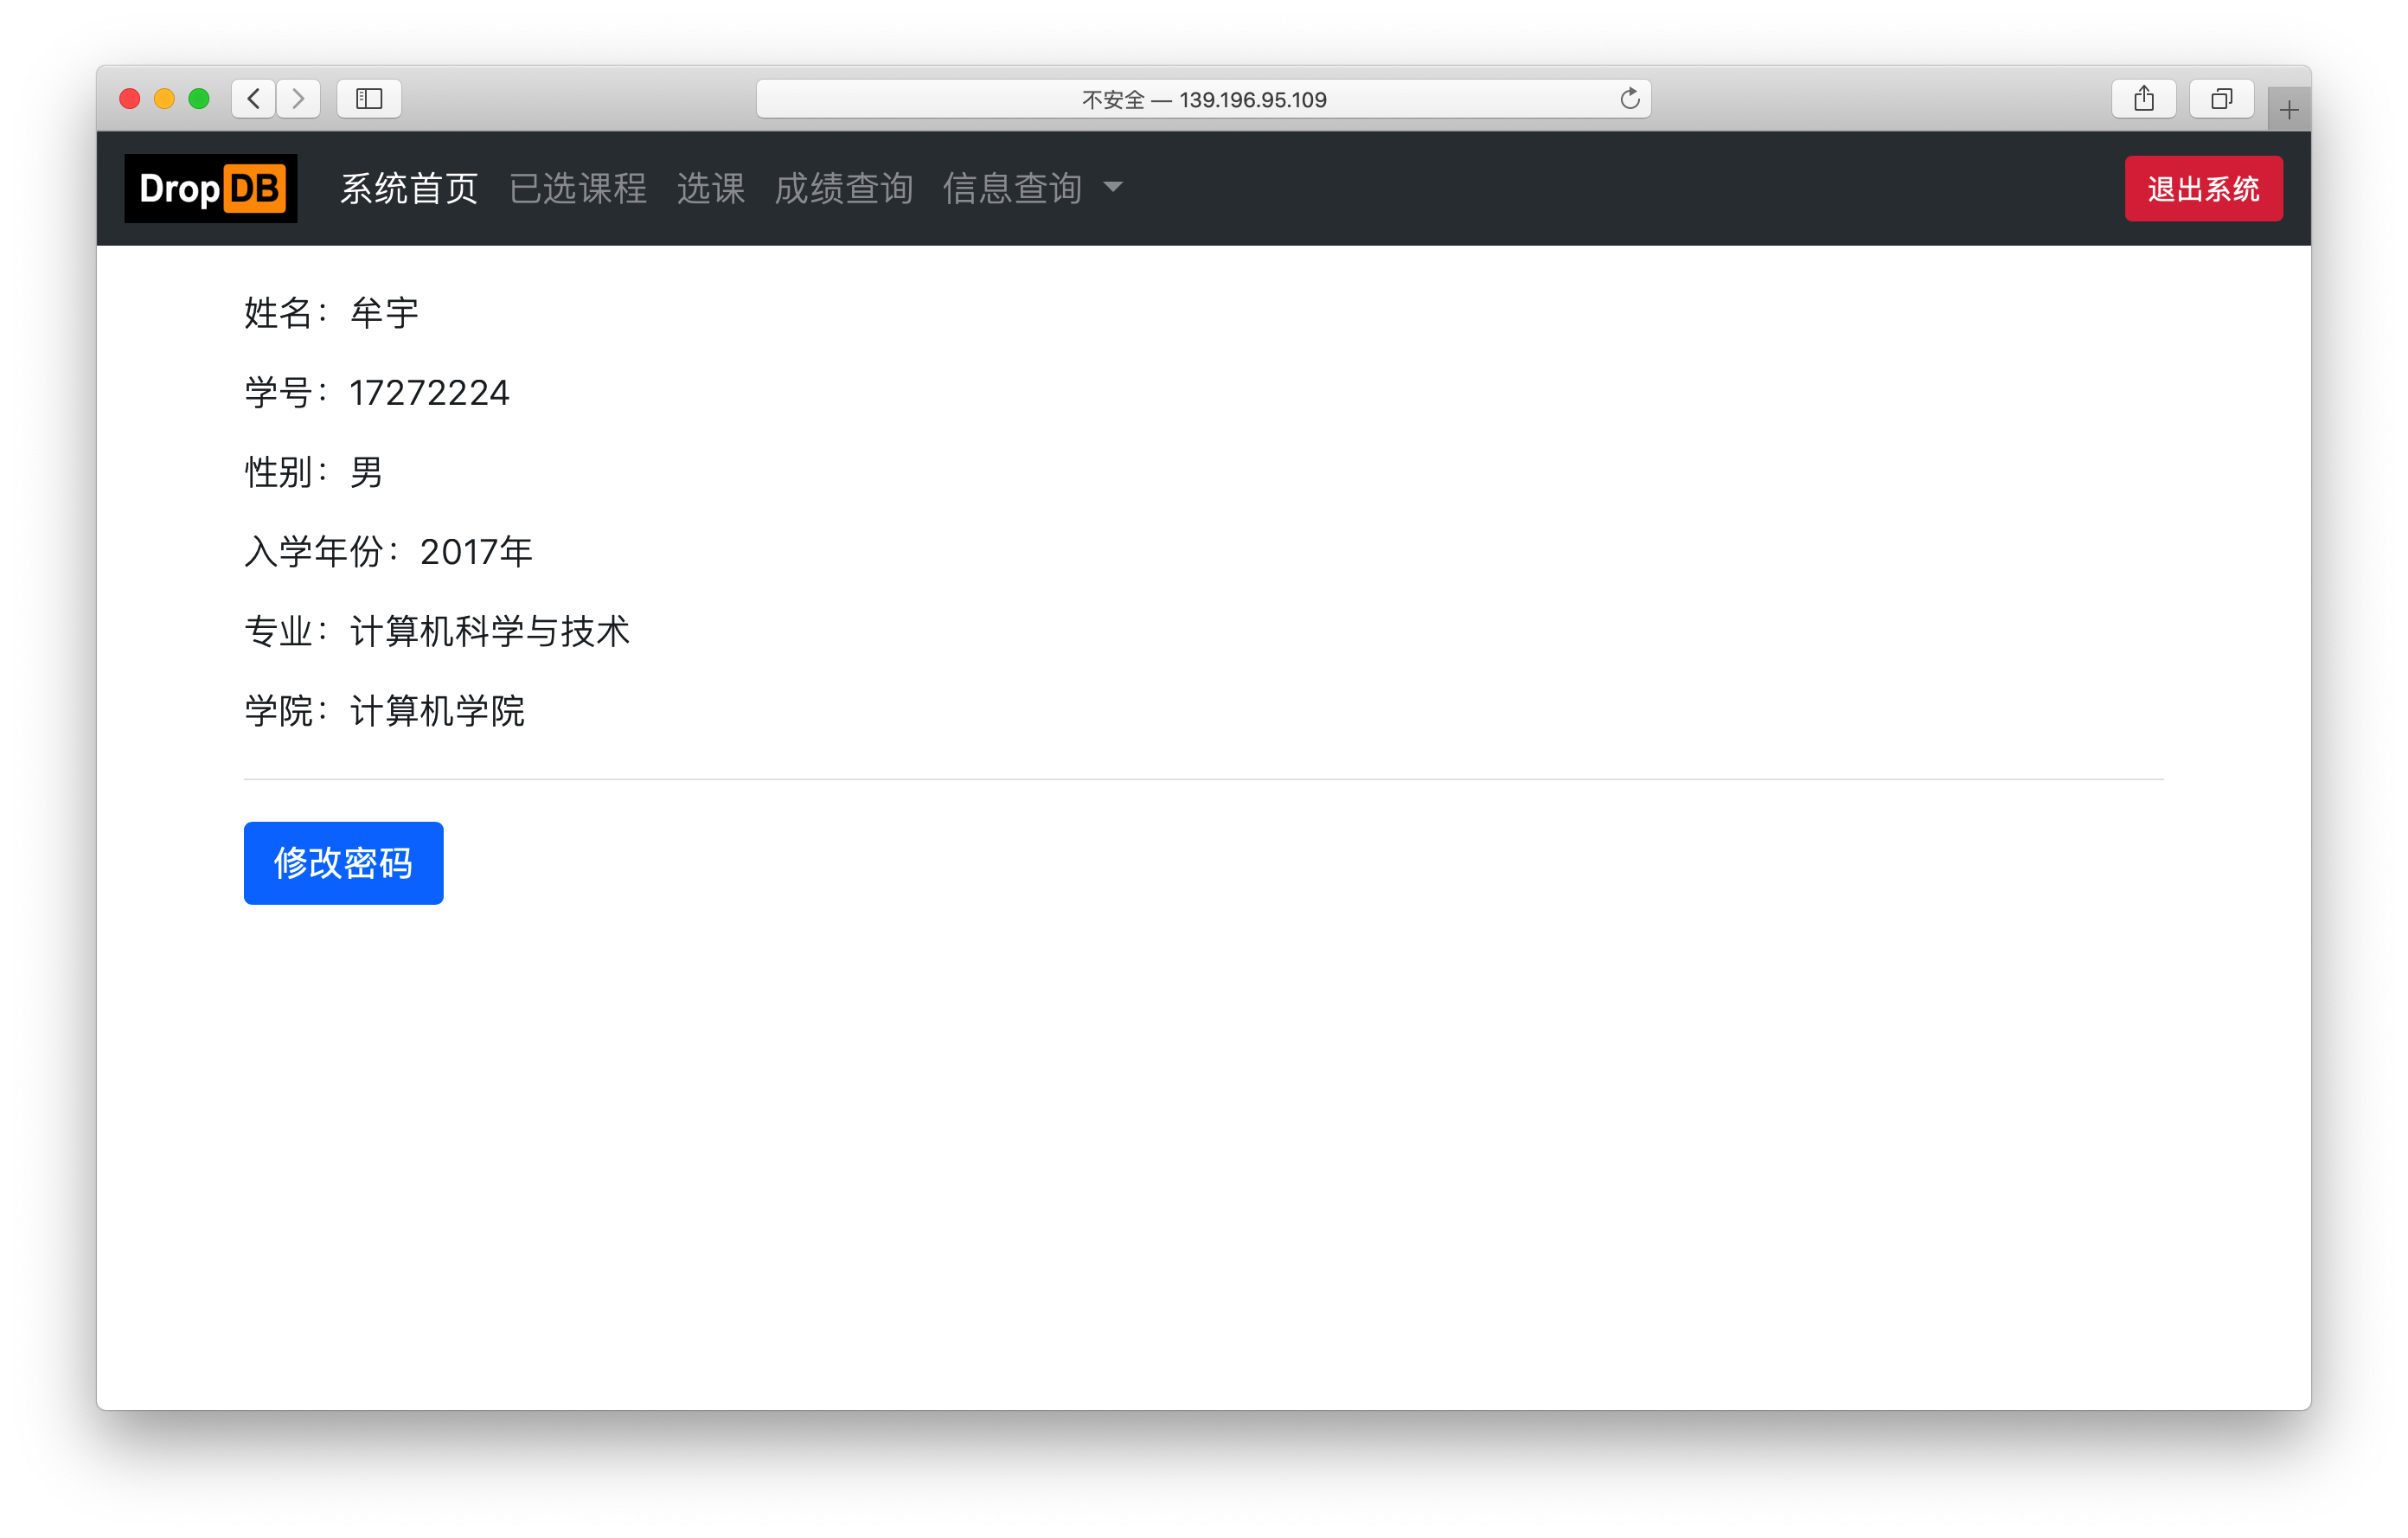 不安全 — 139.196.95.109
DropDB 系统首页 已选课程 选课 成绩查询 信息查询 退出系统
姓名：牟宇
学号：17272224
性别：男
入学年份：2017年
专业：计算机科学与技术
学院：计算机学院
修改密码